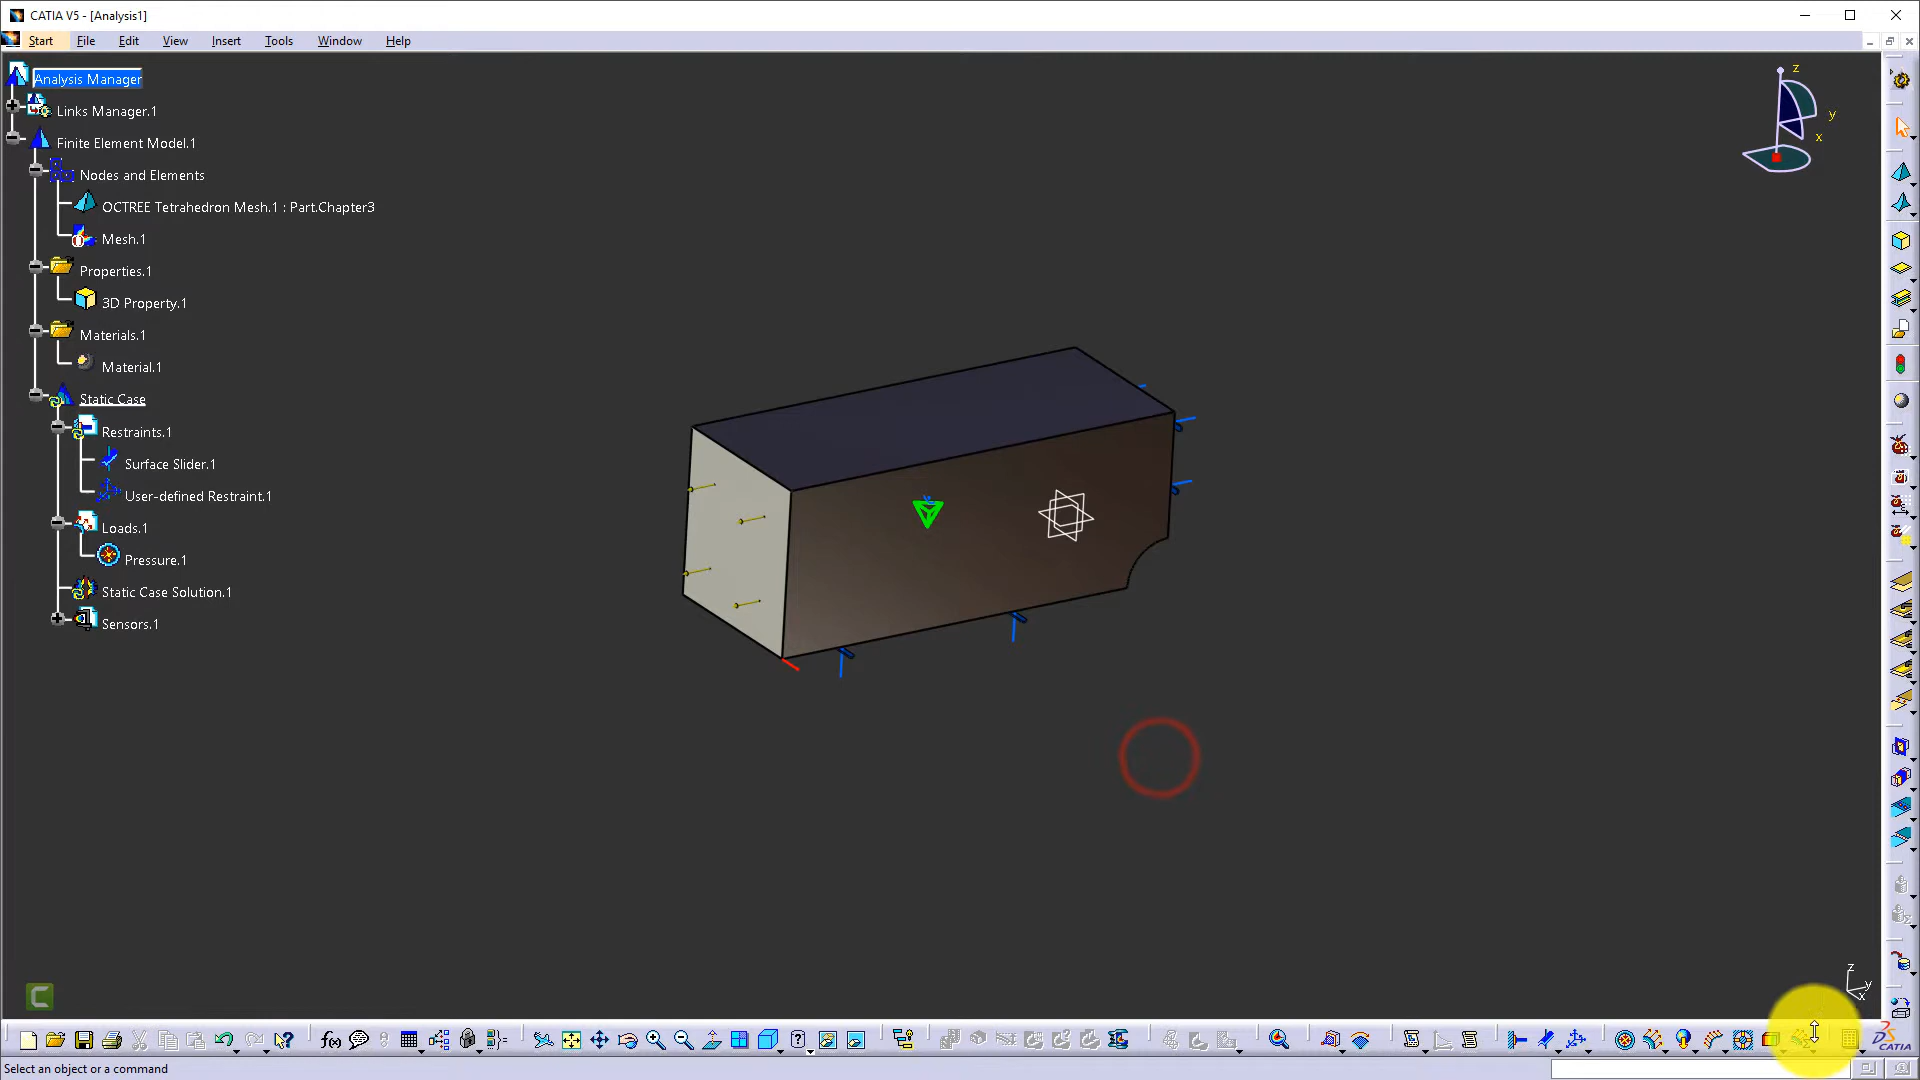 CATIA V5 - [Analysis1]
Start File Edit View Insert Tools Window Help
Analysis Manager
Links Manager.1
Finite Element Model.1
Nodes and Elements
OCTREE Tetrahedron Mesh.1 : Part.Chapter3
Mesh.1
Properties.1
3D Property.1
Materials.1
Material.1
Static Case
Restraints.1
Surface Slider.1
User-defined Restraint.1
Loads.1
Pressure.1
Static Case Solution.1
Sensors.1
z
y
x
z
y
x
f(x)
CATIA
Select an object or a command